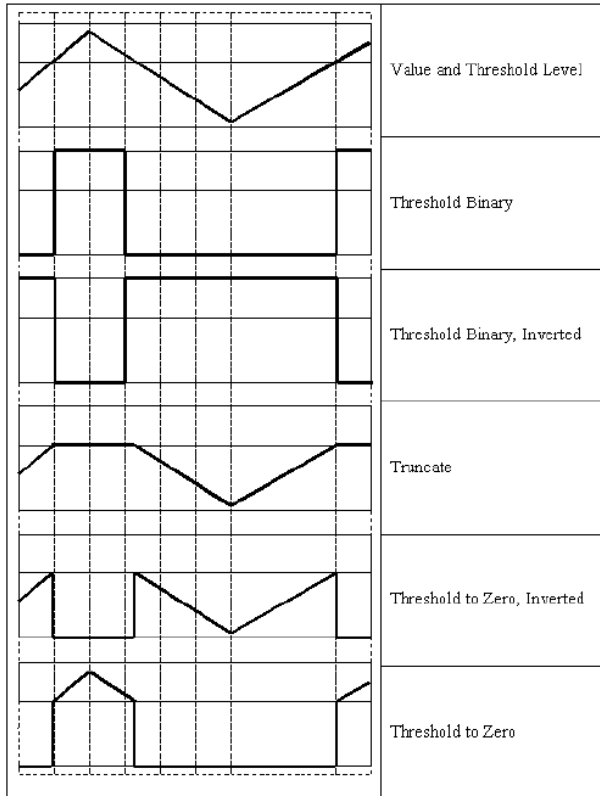 Value and Threshold Level
Threshold Binary
Threshold Binary, Inverted
Truncate
Threshold to Zero, Inverted
Threshold to Zero